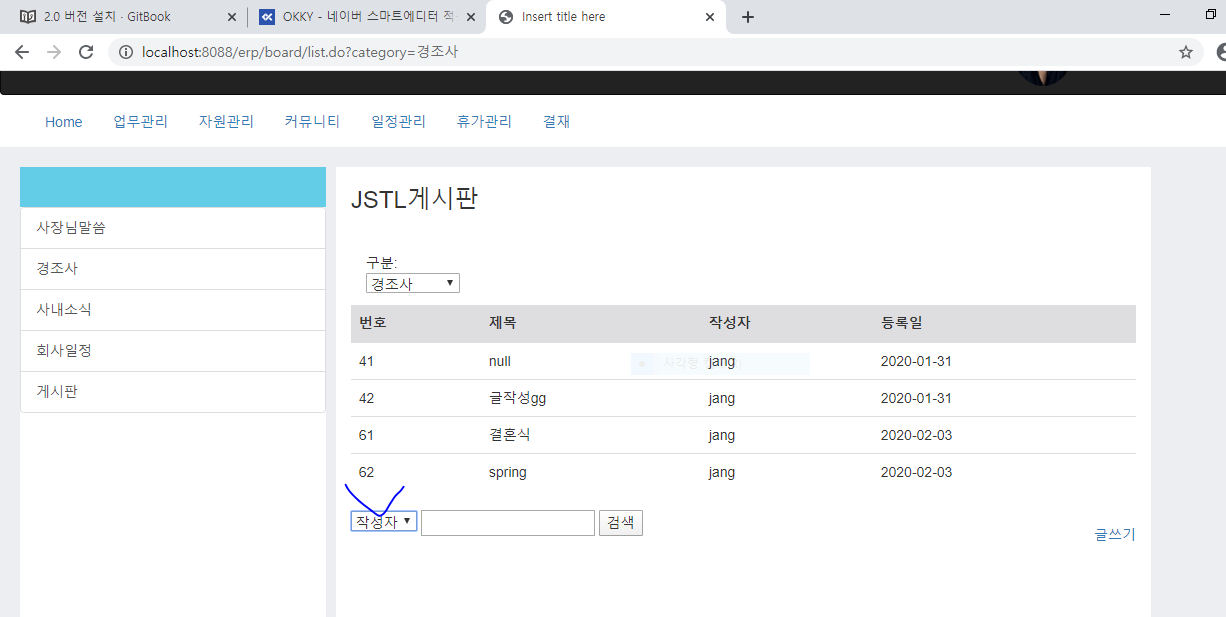 2.0 버전 설치 · GitBook
OKKY - 네이버 스마트에디터 적
Insert title here
localhost:8088/erp/board/list.do?category=경조사
Home 업무관리 자원관리 커뮤니티 일정관리 휴가관리 결재
JSTL게시판
사장님말씀
경조사
사내소식
회사일정
게시판
구분:
경조사
번호 제목 작성자 등록일
41 null jang 2020-01-31
42 글작성gg jang 2020-01-31
61 결혼식 jang 2020-02-03
62 spring jang 2020-02-03
작성자 검색
글쓰기